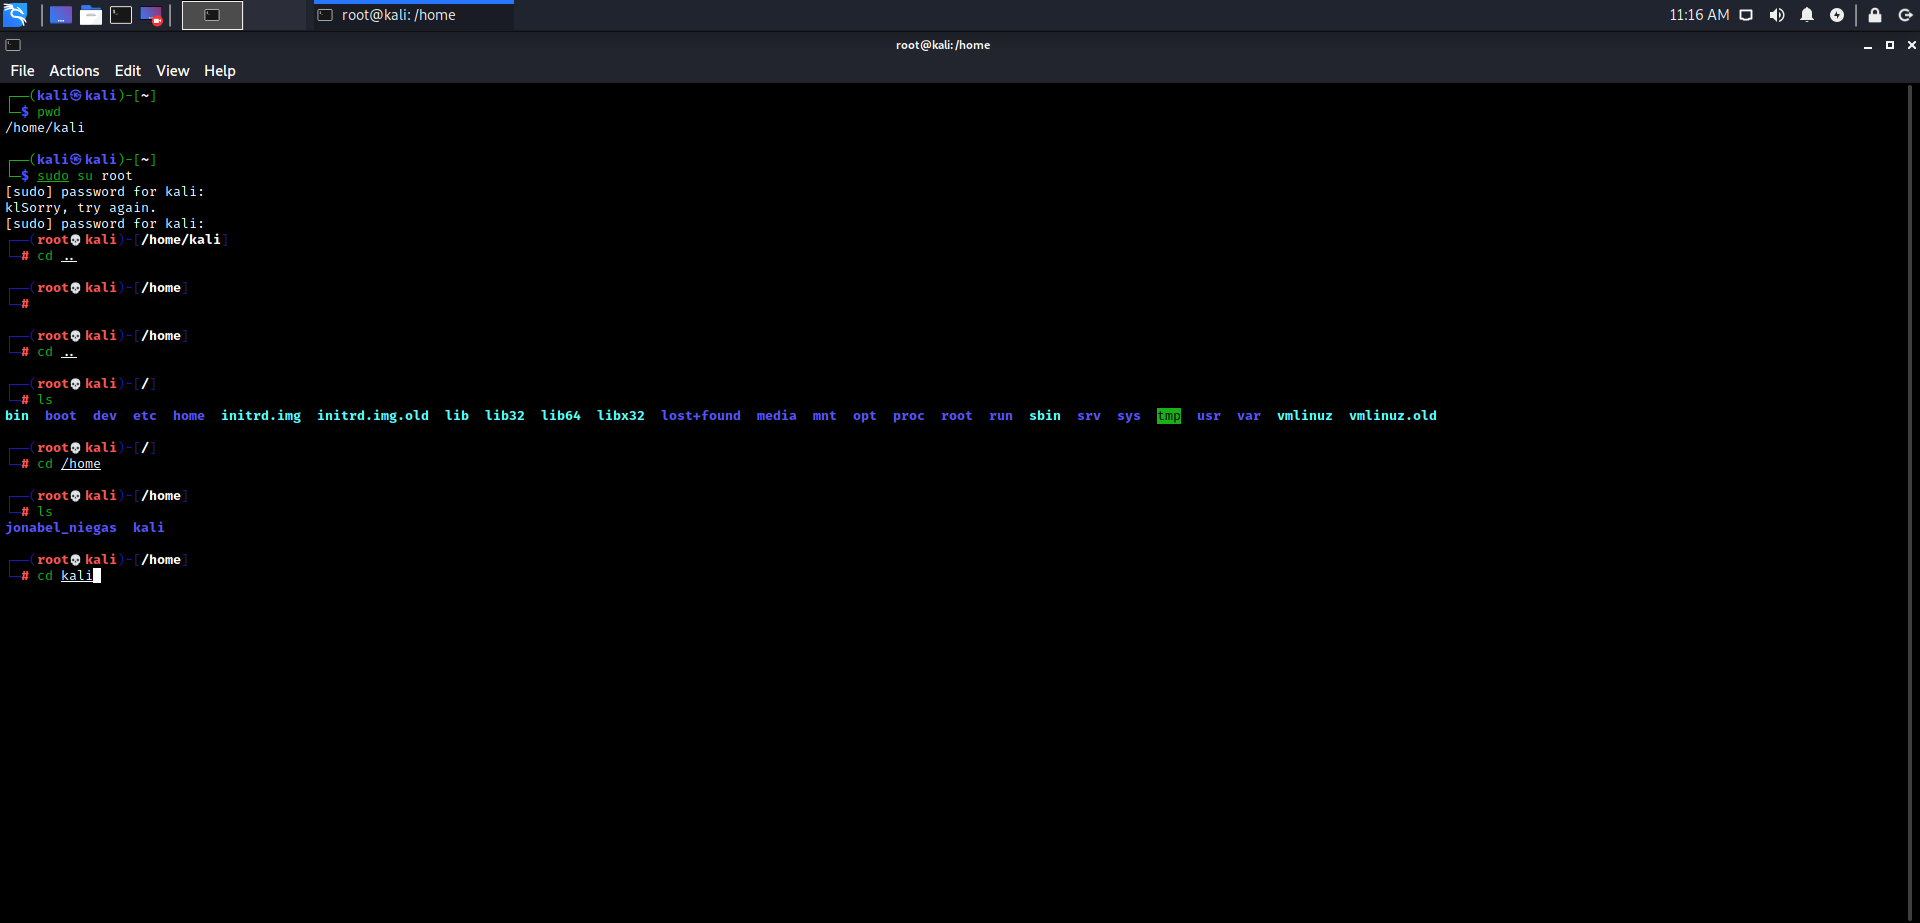 root@kali: /home
11:16 AM
root@kali: /home
File Actions Edit View Help
┌──(kali㉿kali)-[~]
└─$ pwd
/home/kali
┌──(kali㉿kali)-[~]
└─$ sudo su root
[sudo] password for kali:
klSorry, try again.
[sudo] password for kali:
┌──(root💀kali)-[/home/kali]
└─# cd ..
┌──(root💀kali)-[/home]
└─#
┌──(root💀kali)-[/home]
└─# cd ..
┌──(root💀kali)-[/]
└─# ls
bin boot dev etc home initrd.img initrd.img.old lib lib32 lib64 libx32 lost+found media mnt opt proc root run sbin srv sys tmp usr var vmlinuz vmlinuz.old
┌──(root💀kali)-[/]
└─# cd /home
┌──(root💀kali)-[/home]
└─# ls
jonabel_niegas kali
┌──(root💀kali)-[/home]
└─# cd kali